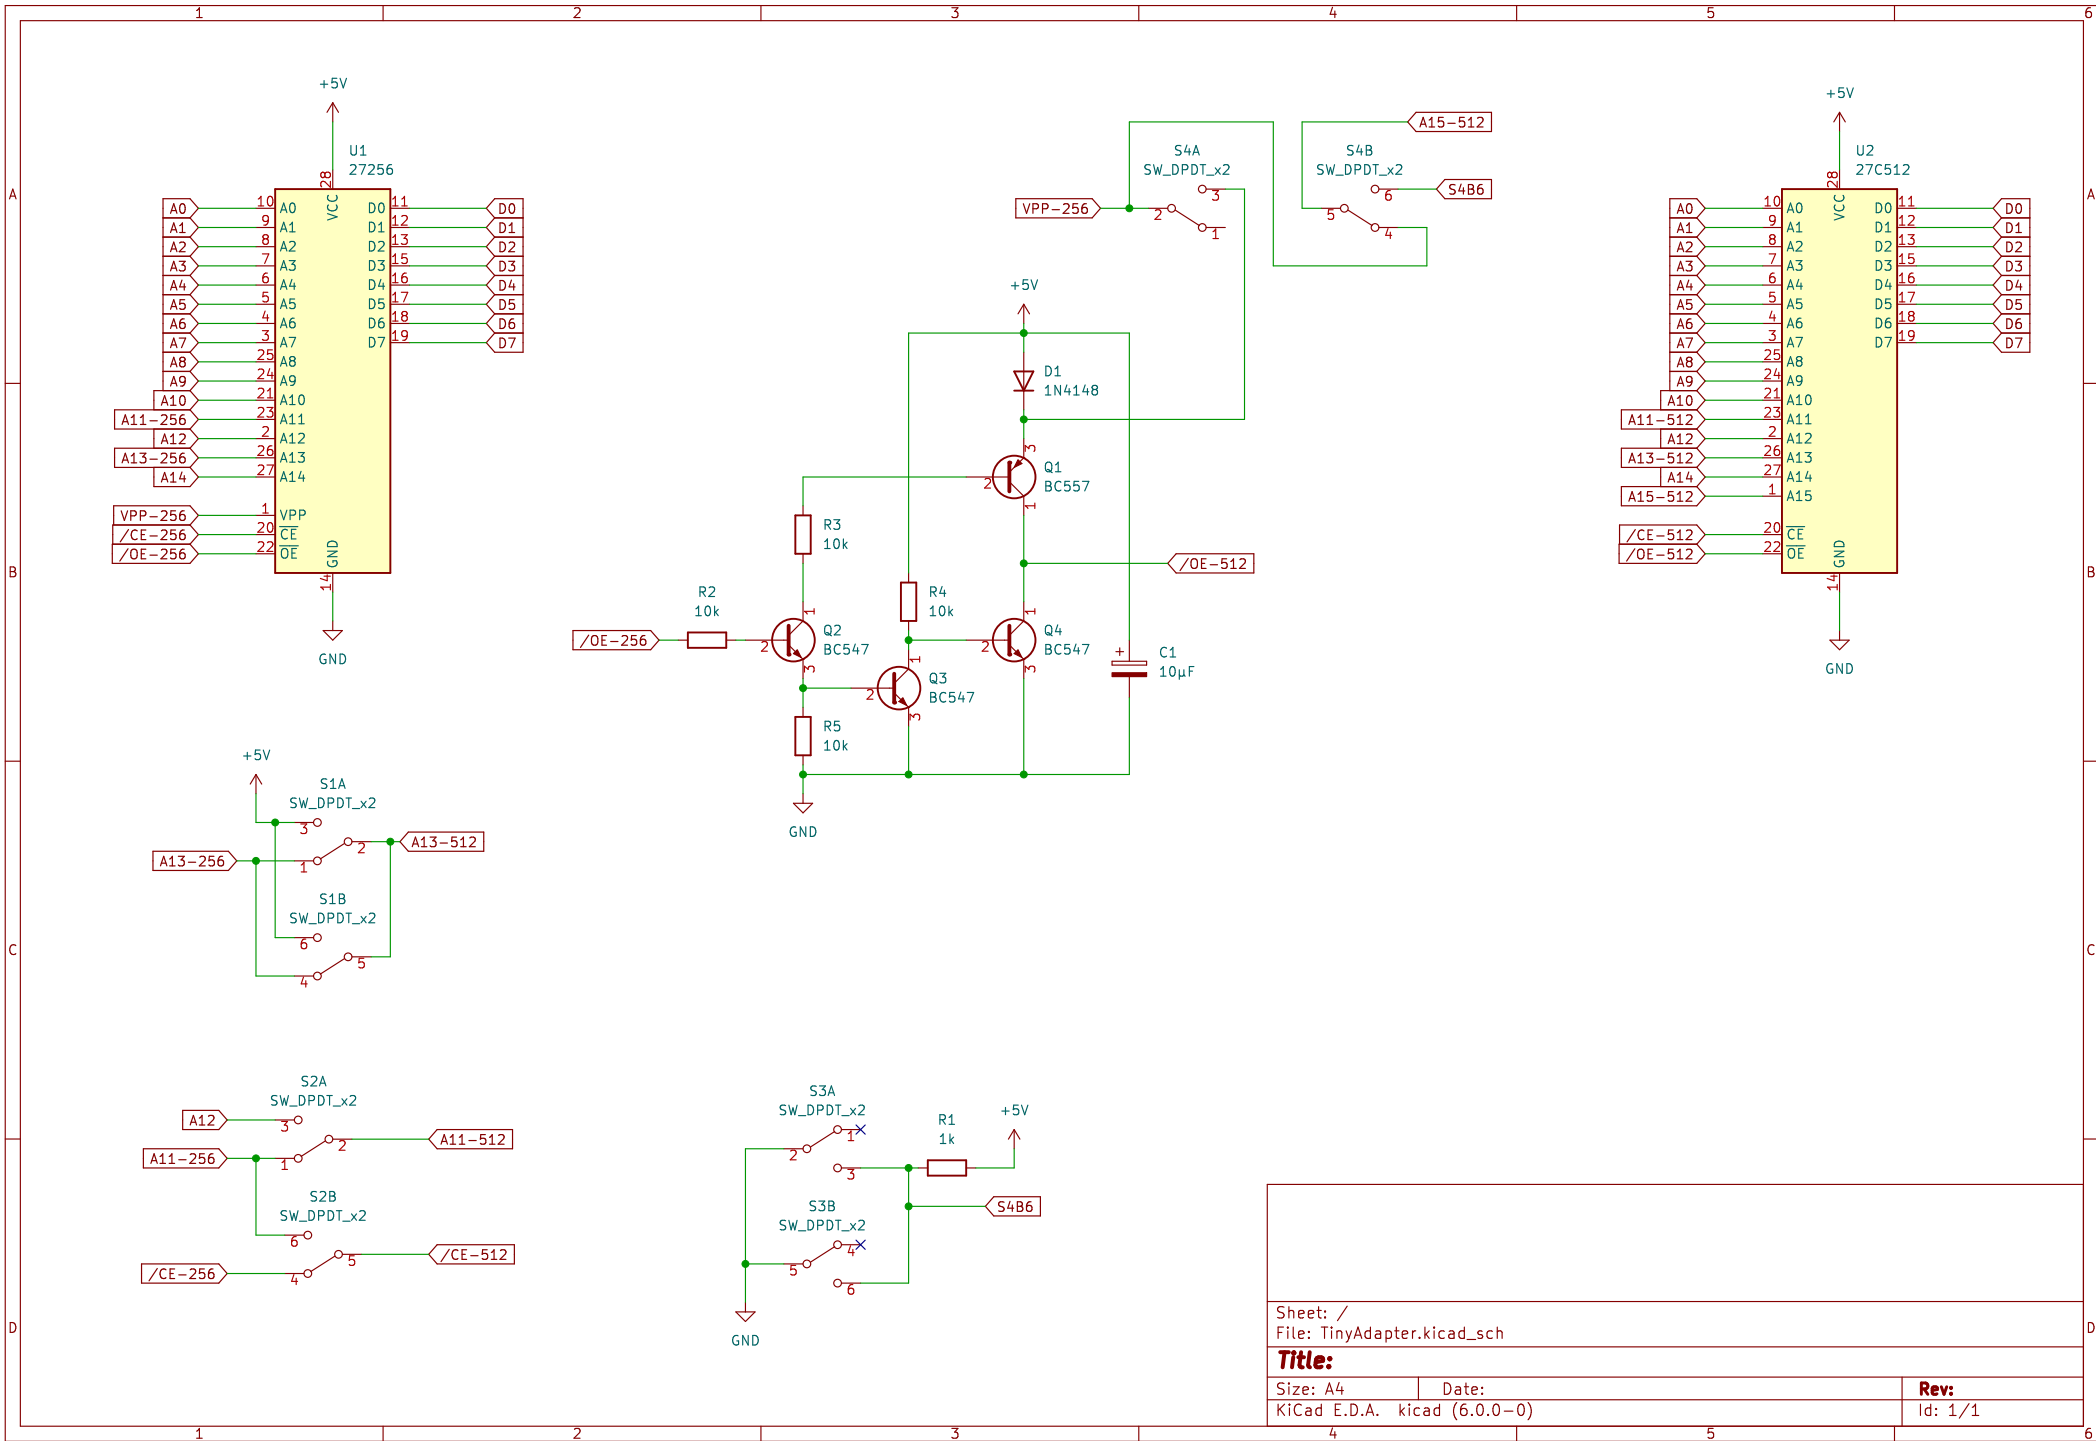 1 2 3 4 5 6
A
B
C
D
+5V
U1
27256
28
VCC
A0 10 A0 D0 11 D0
A1 9 A1 D1 12 D1
A2 8 A2 D2 13 D2
A3 7 A3 D3 15 D3
A4 6 A4 D4 16 D4
A5 5 A5 D5 17 D5
A6 4 A6 D6 18 D6
A7 3 A7 D7 19 D7
A8 25 A8
A9 24 A9
A10 21 A10
A11-256 23 A11
A12 2 A12
A13-256 26 A13
A14 27 A14
VPP-256 1 VPP
/CE-256 20 CE
/OE-256 22 OE
GND
14
GND
A15-512
S4A
SW_DPDT_x2
VPP-256 2 3 1
S4B
SW_DPDT_x2
5 6 4 S4B6
+5V
D1
1N4148
3
Q1
BC557
2
1
R3
10k
/OE-512
R2
10k
R4
10k
/OE-256
1
2
3
Q2
BC547
1
2
3
Q3
BC547
1
2
3
Q4
BC547
+
C1
10µF
R5
10k
GND
+5V
U2
27C512
28
VCC
A0 10 A0 D0 11 D0
A1 9 A1 D1 12 D1
A2 8 A2 D2 13 D2
A3 7 A3 D3 15 D3
A4 6 A4 D4 16 D4
A5 5 A5 D5 17 D5
A6 4 A6 D6 18 D6
A7 3 A7 D7 19 D7
A8 25 A8
A9 24 A9
A10 21 A10
A11-512 23 A11
A12 2 A12
A13-512 26 A13
A14 27 A14
A15-512 1 A15
/CE-512 20 CE
/OE-512 22 OE
GND
14
GND
+5V
S1A
SW_DPDT_x2
3
2 A13-512
A13-256 1
S1B
SW_DPDT_x2
6
5
4
S2A
SW_DPDT_x2
A12 3
2 A11-512
A11-256 1
S2B
SW_DPDT_x2
6
5 /CE-512
/CE-256 4
S3A
SW_DPDT_x2
1
2
3
R1
1k
+5V
S3B
SW_DPDT_x2
S4B6
4
5
6
GND
Sheet: /
File: TinyAdapter.kicad_sch
Title:
Size: A4 Date: Rev:
KiCad E.D.A. kicad (6.0.0-0) Id: 1/1
A
B
C
D
1 2 3 4 5 6